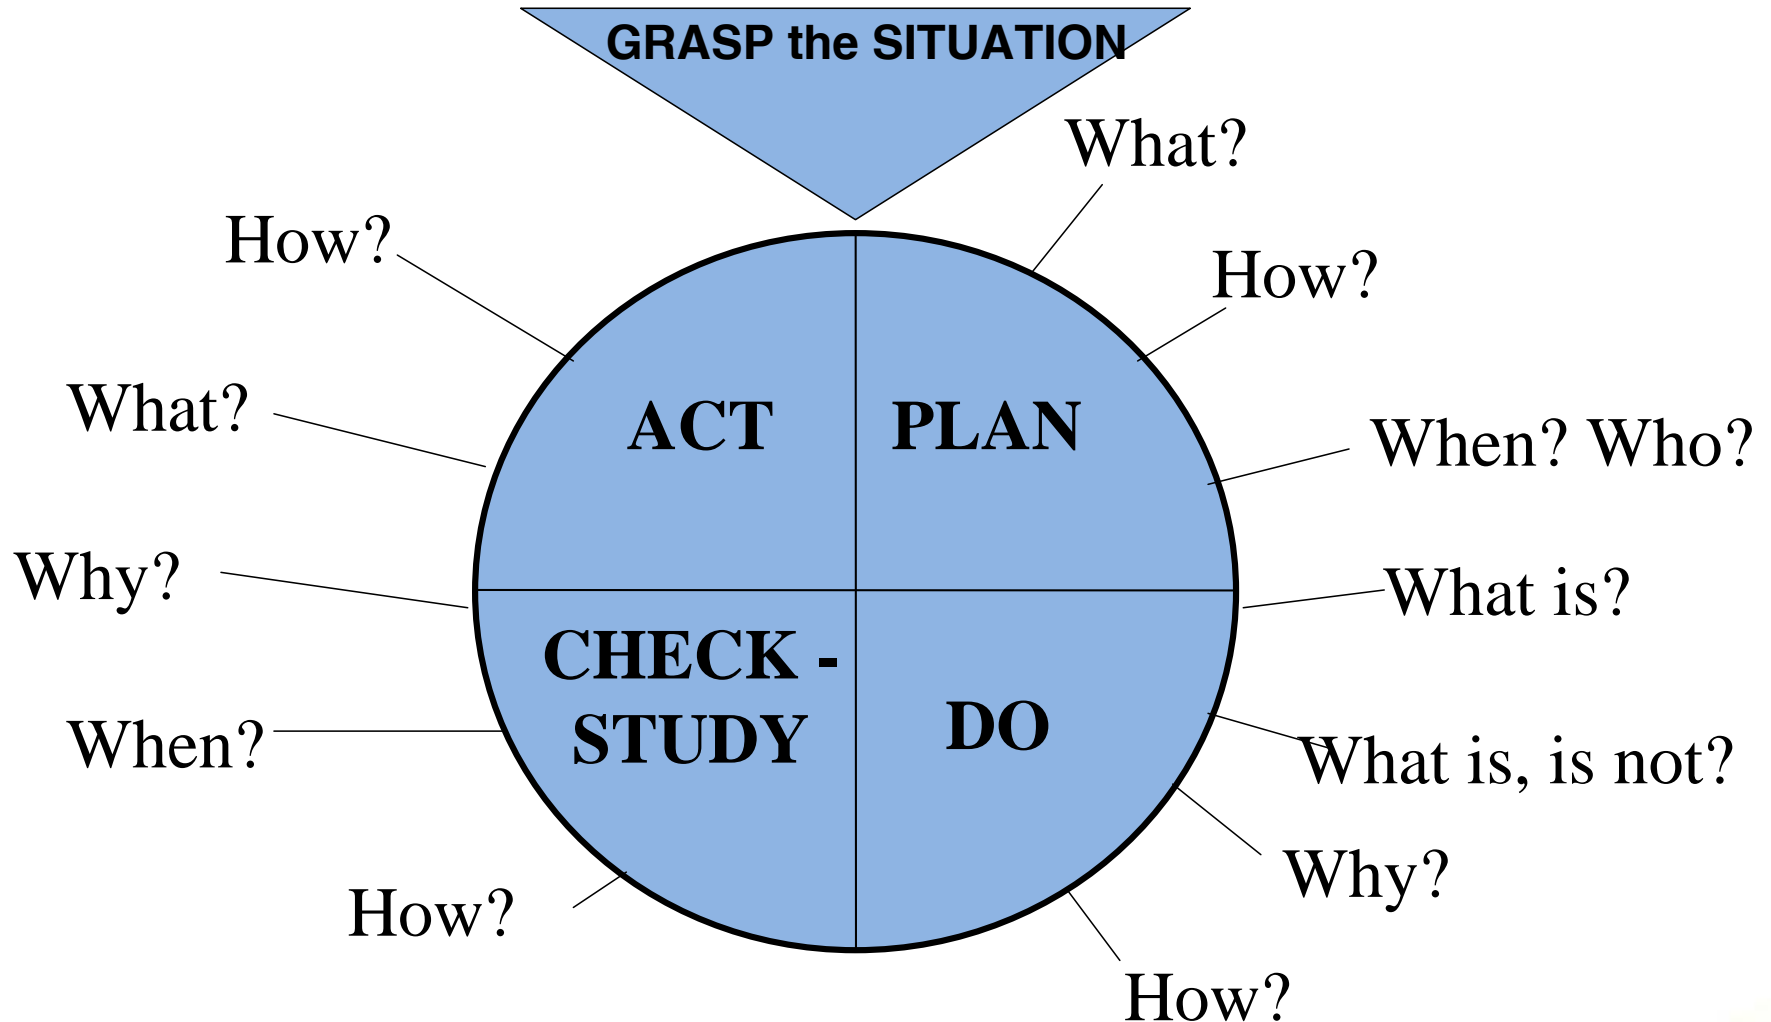 GRASP the SITUATION
What?
How?
How?
What?
ACT
PLAN
When? Who?
Why?
What is?
CHECK -
STUDY
DO
When?
What is, is not?
Why?
How?
How?